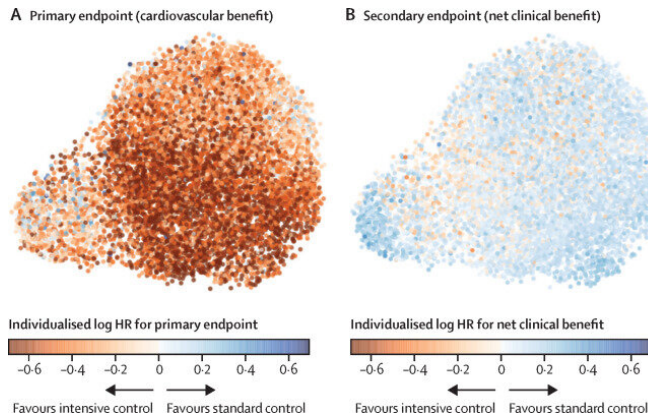 A Primary endpoint (cardiovascular benefit)
B Secondary endpoint (net clinical benefit)
Individualised log HR for primary endpoint
−0·6 −0·4 −0·2 0 0·2 0·4 0·6
Favours intensive control Favours standard control
Individualised log HR for net clinical benefit
−0·6 −0·4 −0·2 0 0·2 0·4 0·6
Favours intensive control Favours standard control